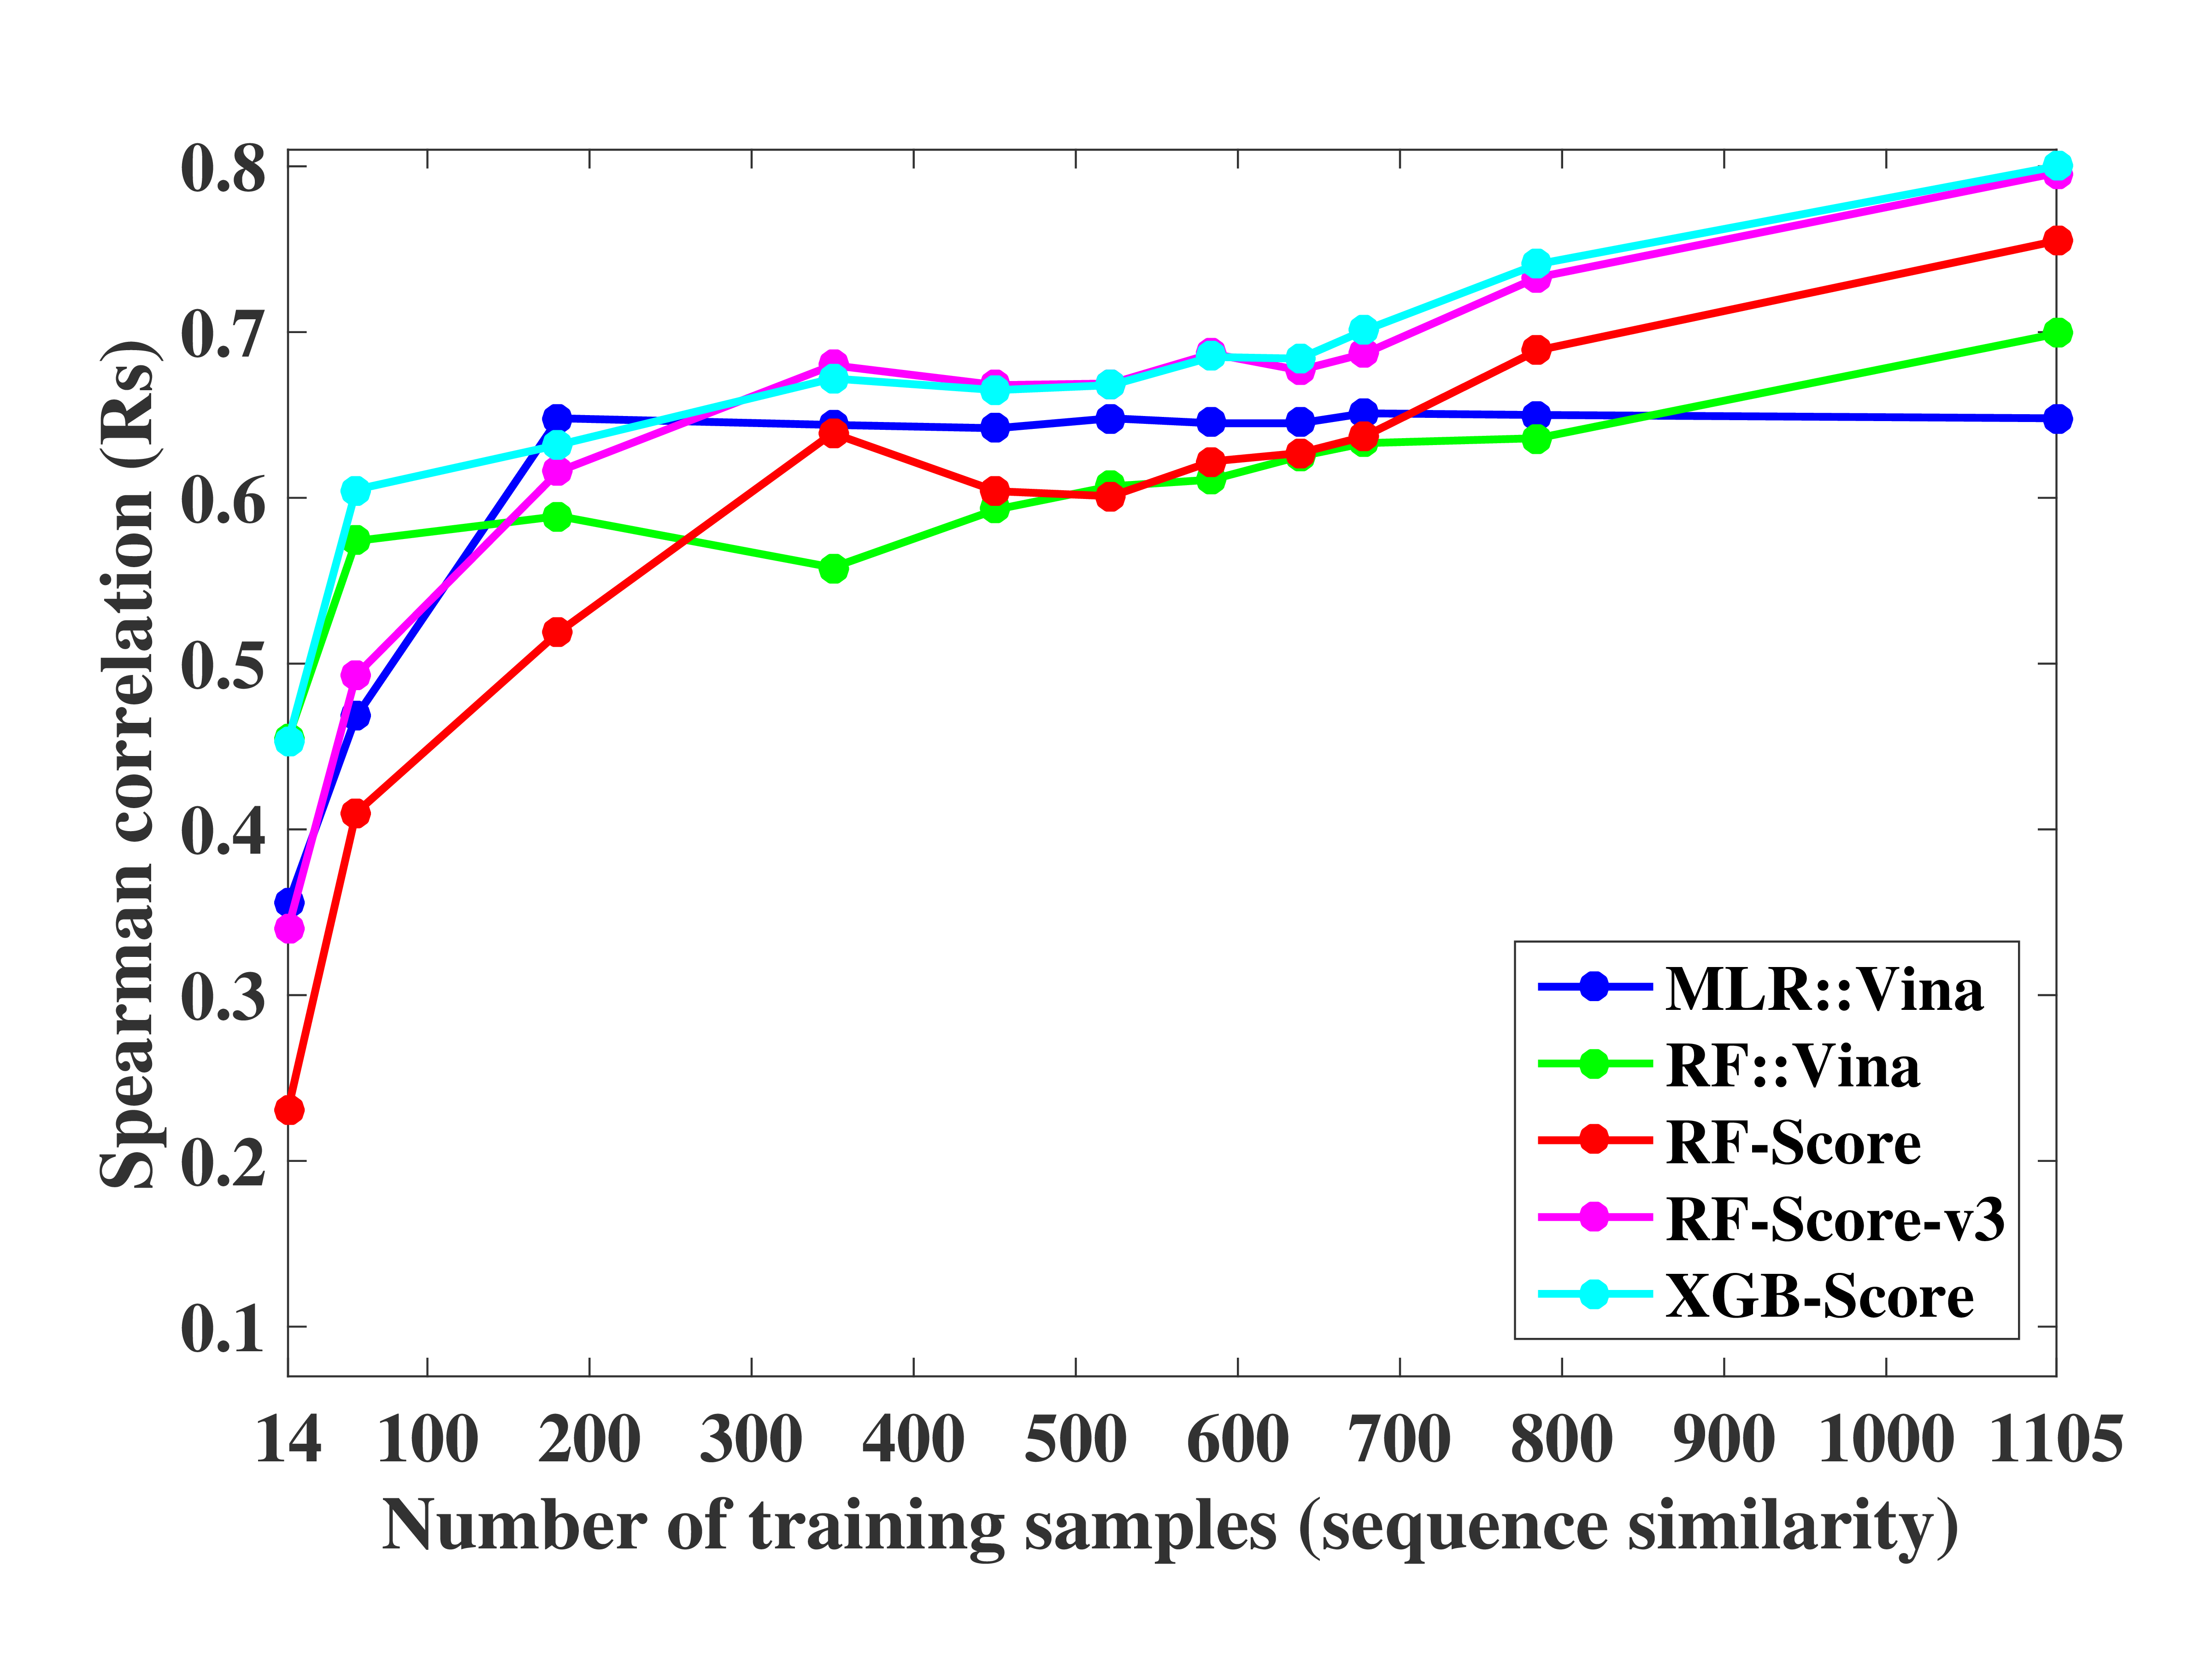 Spearman correlation (Rs)
0.8
0.7
0.6
0.5
0.4
0.3
0.2
0.1
14 100 200 300 400 500 600 700 800 900 1000 1105
Number of training samples (sequence similarity)
MLR::Vina
RF::Vina
RF-Score
RF-Score-v3
XGB-Score